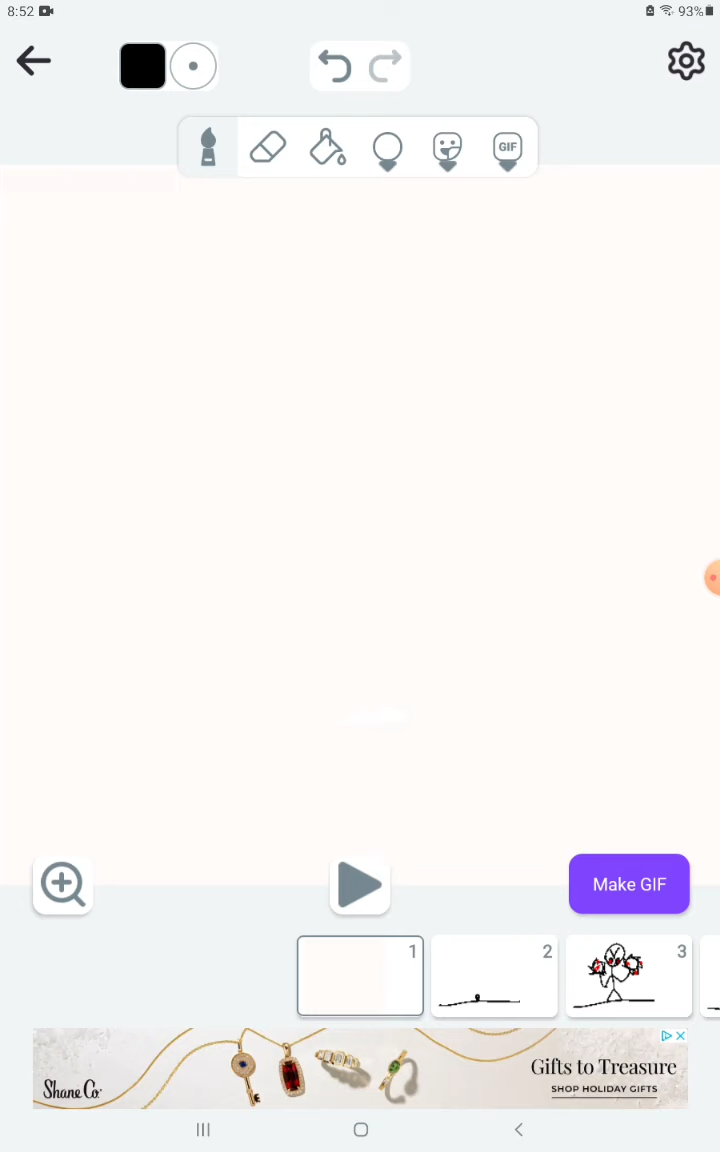 8:52
93%
GIF
Make GIF
1
2
3
Shane Co.
Gifts to Treasure
SHOP HOLIDAY GIFTS